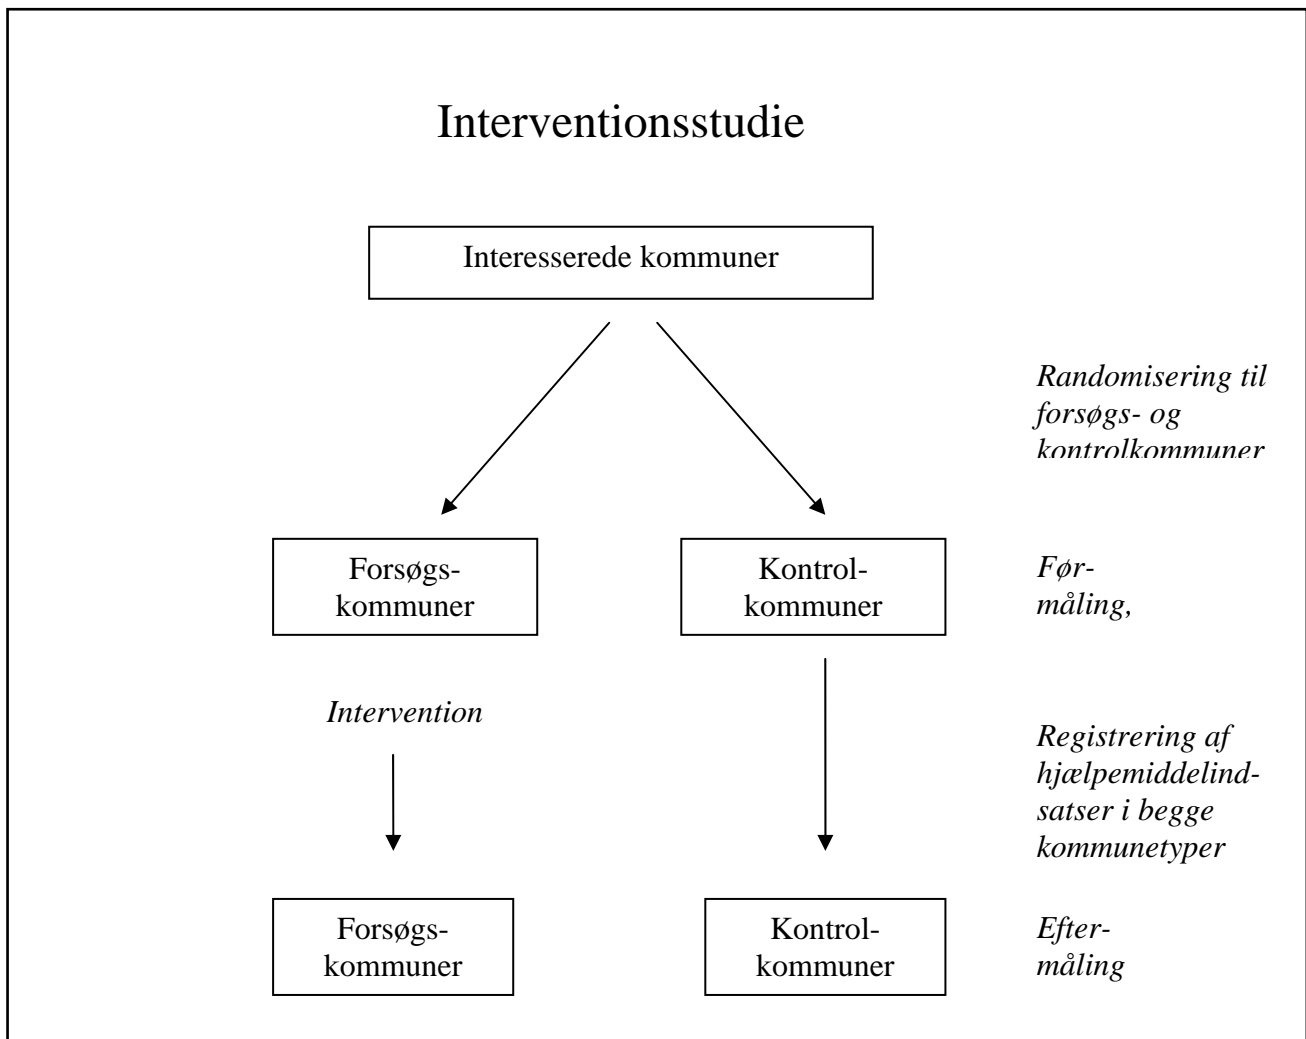 Interventionsstudie
Interesserede kommuner
Randomisering til
forsøgs- og
kontrolkommuner
Forsøgs-
kommuner
Kontrol-
kommuner
Før-
måling,
Intervention
Registrering af
hjælpemiddelind-
satser i begge
kommunetyper
Forsøgs-
kommuner
Kontrol-
kommuner
Efter-
måling